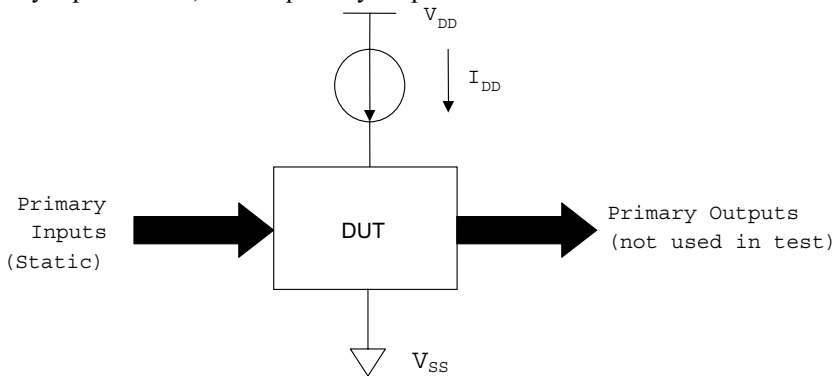 V_DD
I_DD
Primary
Inputs
(Static)
DUT
Primary Outputs
(not used in test)
V_SS